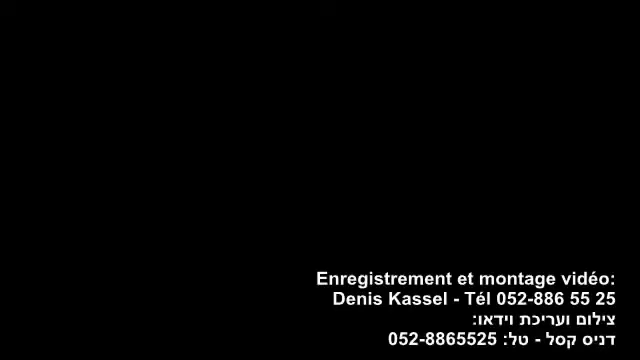 Enregistrement et montage vidéo:
Denis Kassel - Tél 052-886 55 25
צילום ועריכת וידאו:
דניס קסל - טל: 052-8865525